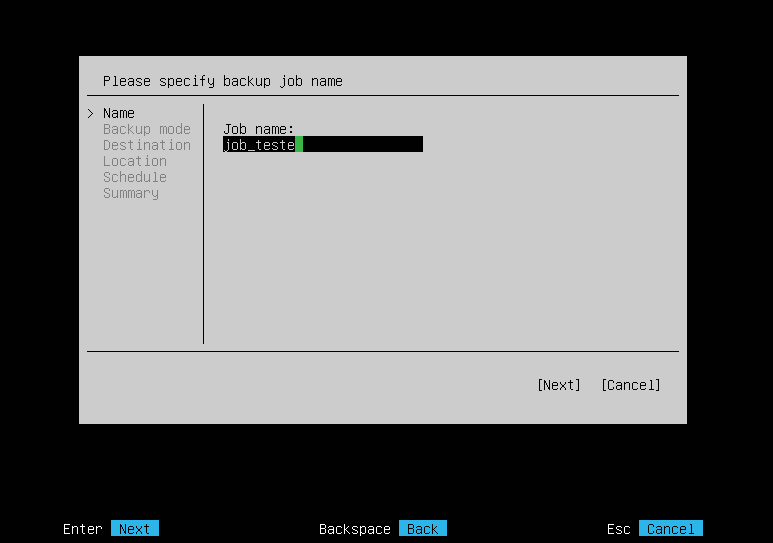 Please specify backup job name
> Name
Backup mode
Destination
Location
Schedule
Summary
Job name:
job_teste
[Next] [Cancel]
Enter Next Backspace Back Esc Cancel